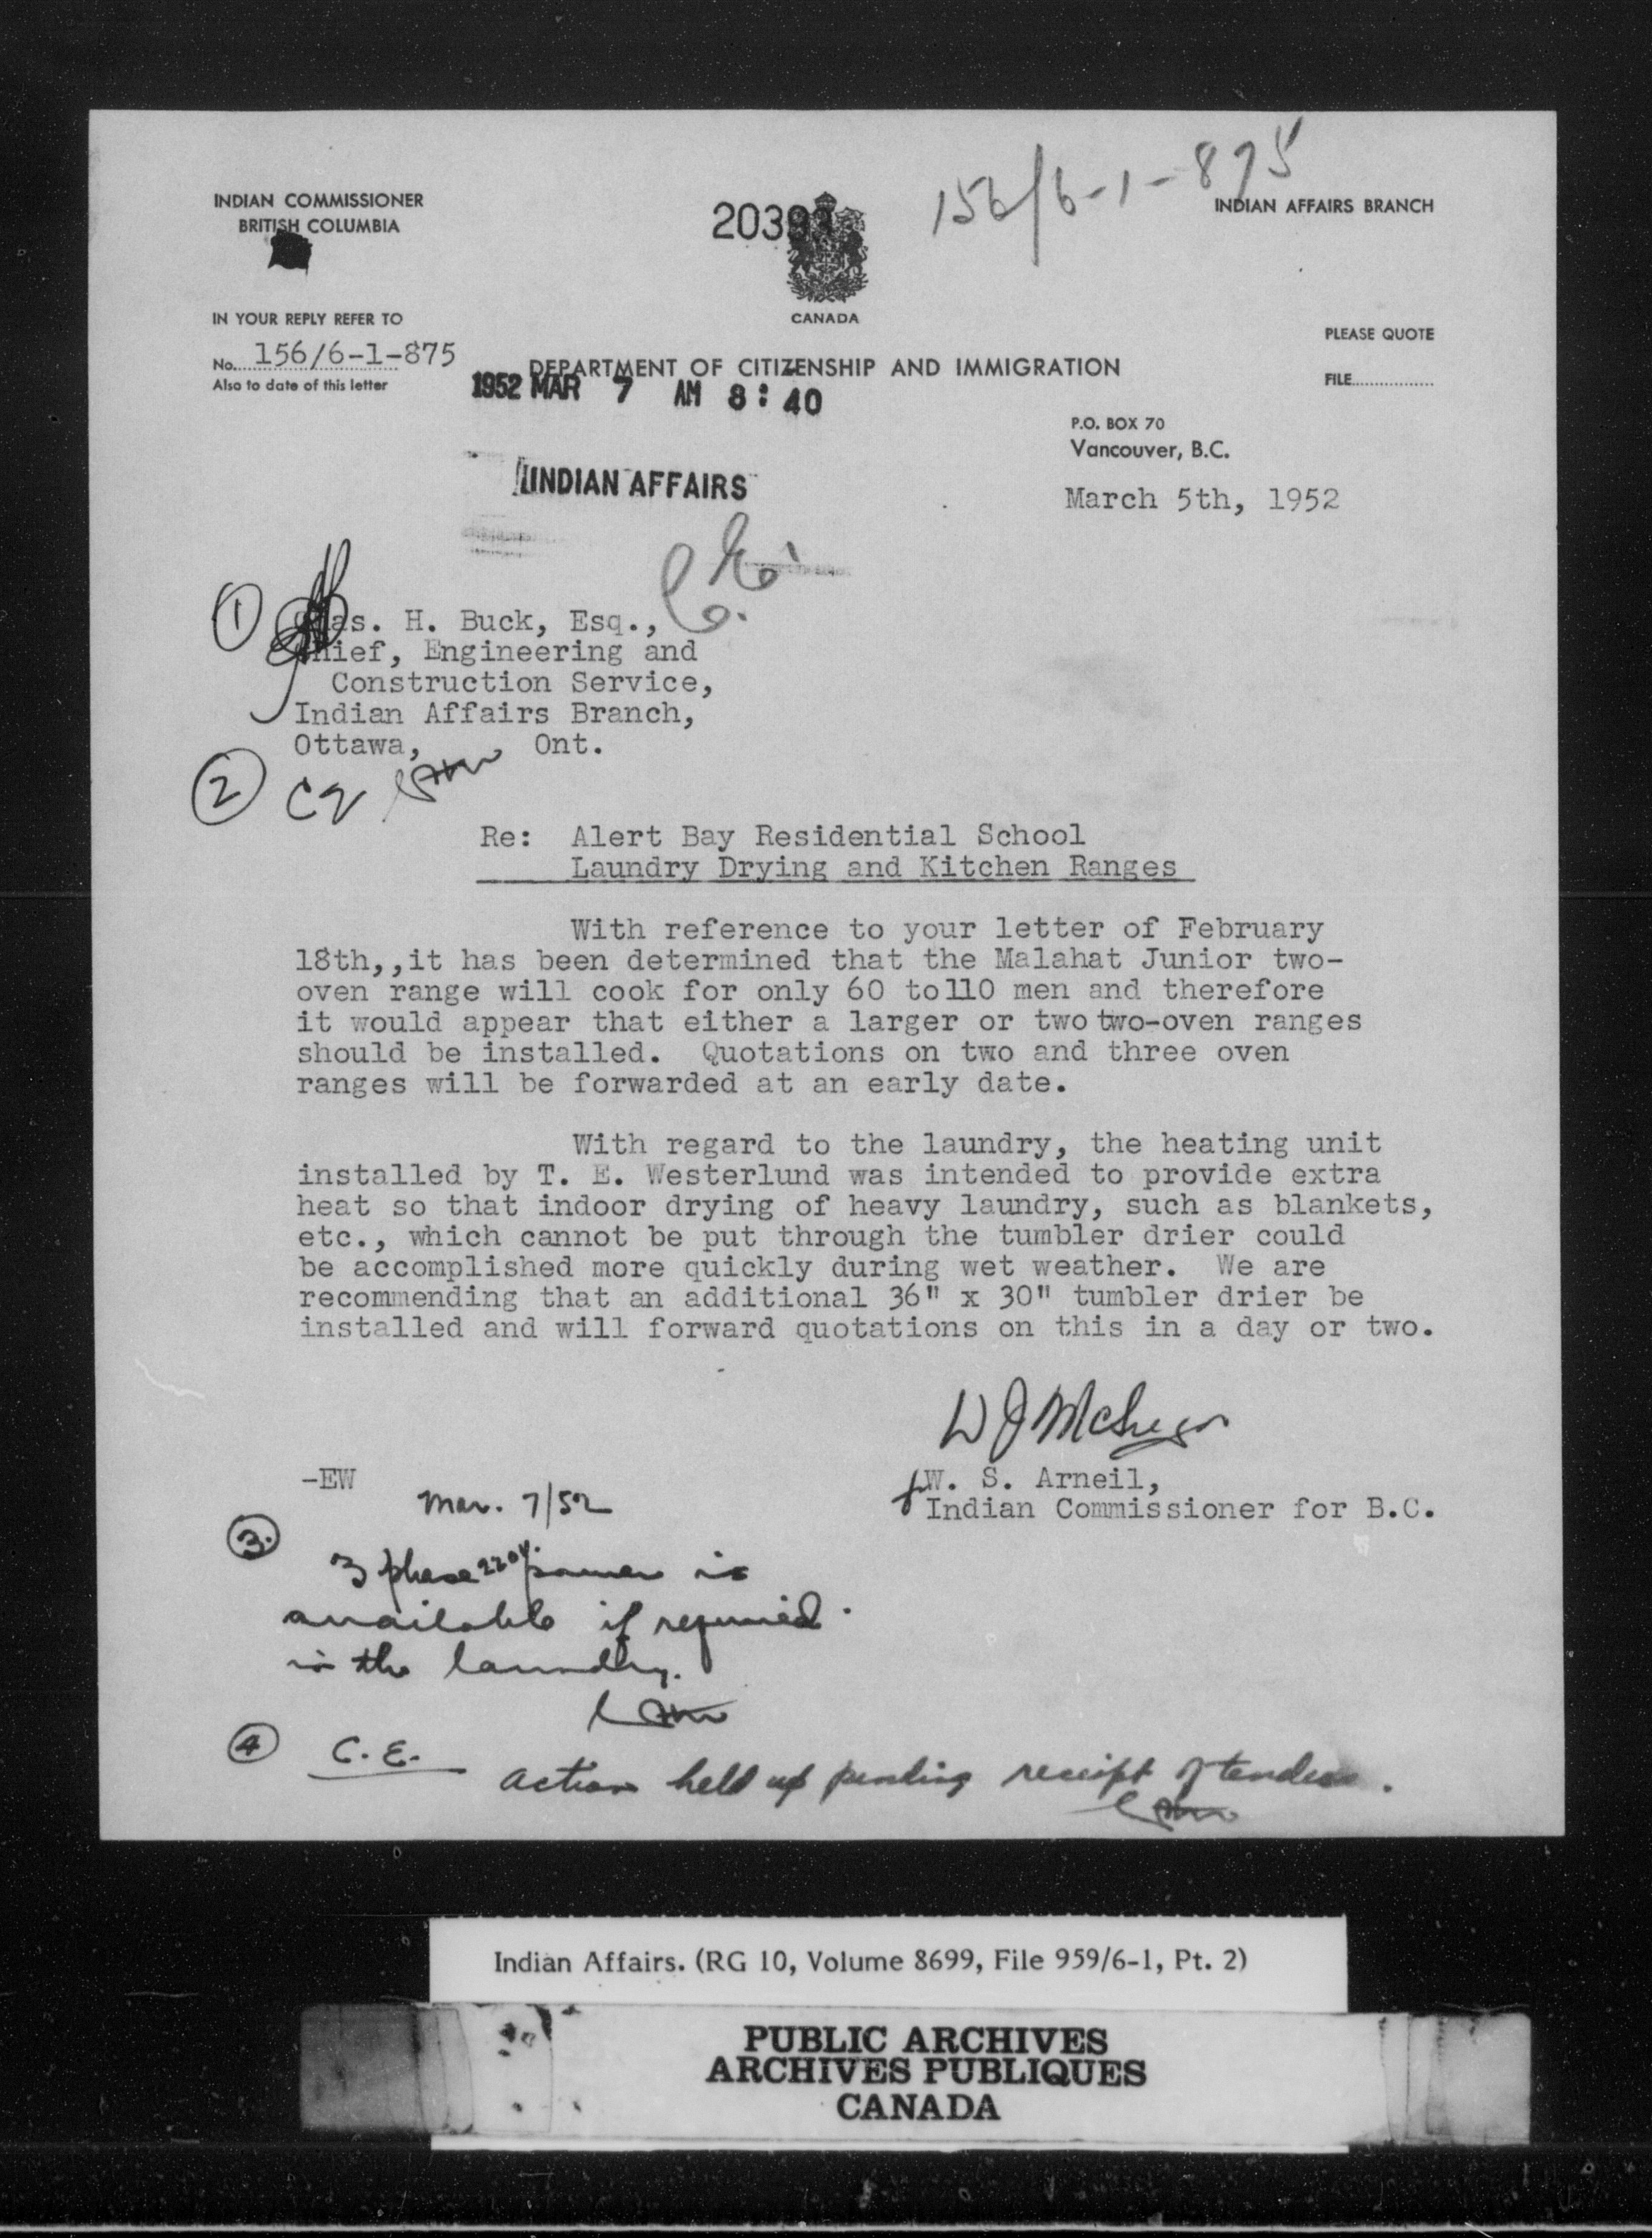 156/6-1-875
INDIAN COMMISSIONER
BRITISH COLUMBIA
INDIAN AFFAIRS BRANCH
203
CANADA
IN YOUR REPLY REFER TO
No. 156/6-1-875
Also to date of this letter
PLEASE QUOTE
FILE
DEPARTMENT OF CITIZENSHIP AND IMMIGRATION
1952 MAR 7 AM 8:40
P.O. BOX 70
Vancouver, B.C.
INDIAN AFFAIRS
March 5th, 1952
1
Chas. H. Buck, Esq.,
Chief, Engineering and
Construction Service,
Indian Affairs Branch,
Ottawa, Ont.
2
Re: Alert Bay Residential School
Laundry Drying and Kitchen Ranges
With reference to your letter of February
18th,,it has been determined that the Malahat Junior two-
oven range will cook for only 60 to110 men and therefore
it would appear that either a larger or two two-oven ranges
should be installed. Quotations on two and three oven
ranges will be forwarded at an early date.
With regard to the laundry, the heating unit
installed by T. E. Westerlund was intended to provide extra
heat so that indoor drying of heavy laundry, such as blankets,
etc., which cannot be put through the tumbler drier could
be accomplished more quickly during wet weather. We are
recommending that an additional 36" x 30" tumbler drier be
installed and will forward quotations on this in a day or two.
-EW
W. S. Arneil,
Indian Commissioner for B.C.
Mar. 7/52
3.
3 phase 220V. power is
available if required.
in the laundry.
4 C.E.
Action held up pending receipt of tenders.
Indian Affairs. (RG 10, Volume 8699, File 959/6-1, Pt. 2)
PUBLIC ARCHIVES
ARCHIVES PUBLIQUES
CANADA